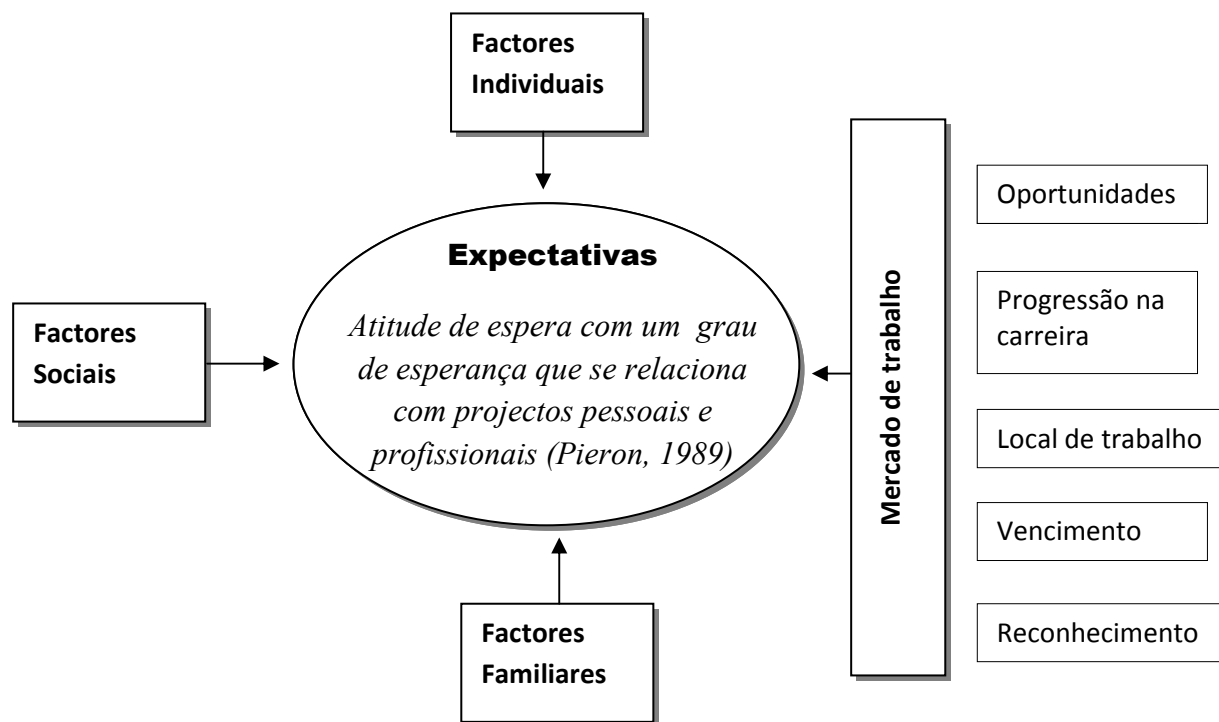 Factores
Individuais
Expectativas
Atitude de espera com um grau
de esperança que se relaciona
com projectos pessoais e
profissionais (Pieron, 1989)
Factores
Sociais
Factores
Familiares
Mercado de trabalho
Oportunidades
Progressão na
carreira
Local de trabalho
Vencimento
Reconhecimento